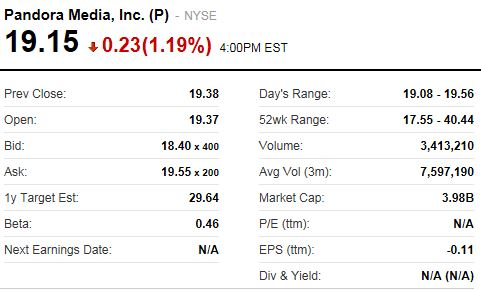 Pandora Media, Inc. (P) - NYSE
19.15 0.23(1.19%) 4:00PM EST
Prev Close: 19.38 Day's Range: 19.08 - 19.56
Open: 19.37 52wk Range: 17.55 - 40.44
Bid: 18.40 x 400 Volume: 3,413,210
Ask: 19.55 x 200 Avg Vol (3m): 7,597,190
1y Target Est: 29.64 Market Cap: 3.98B
Beta: 0.46 P/E (ttm): N/A
Next Earnings Date: N/A EPS (ttm): -0.11
Div & Yield: N/A (N/A)